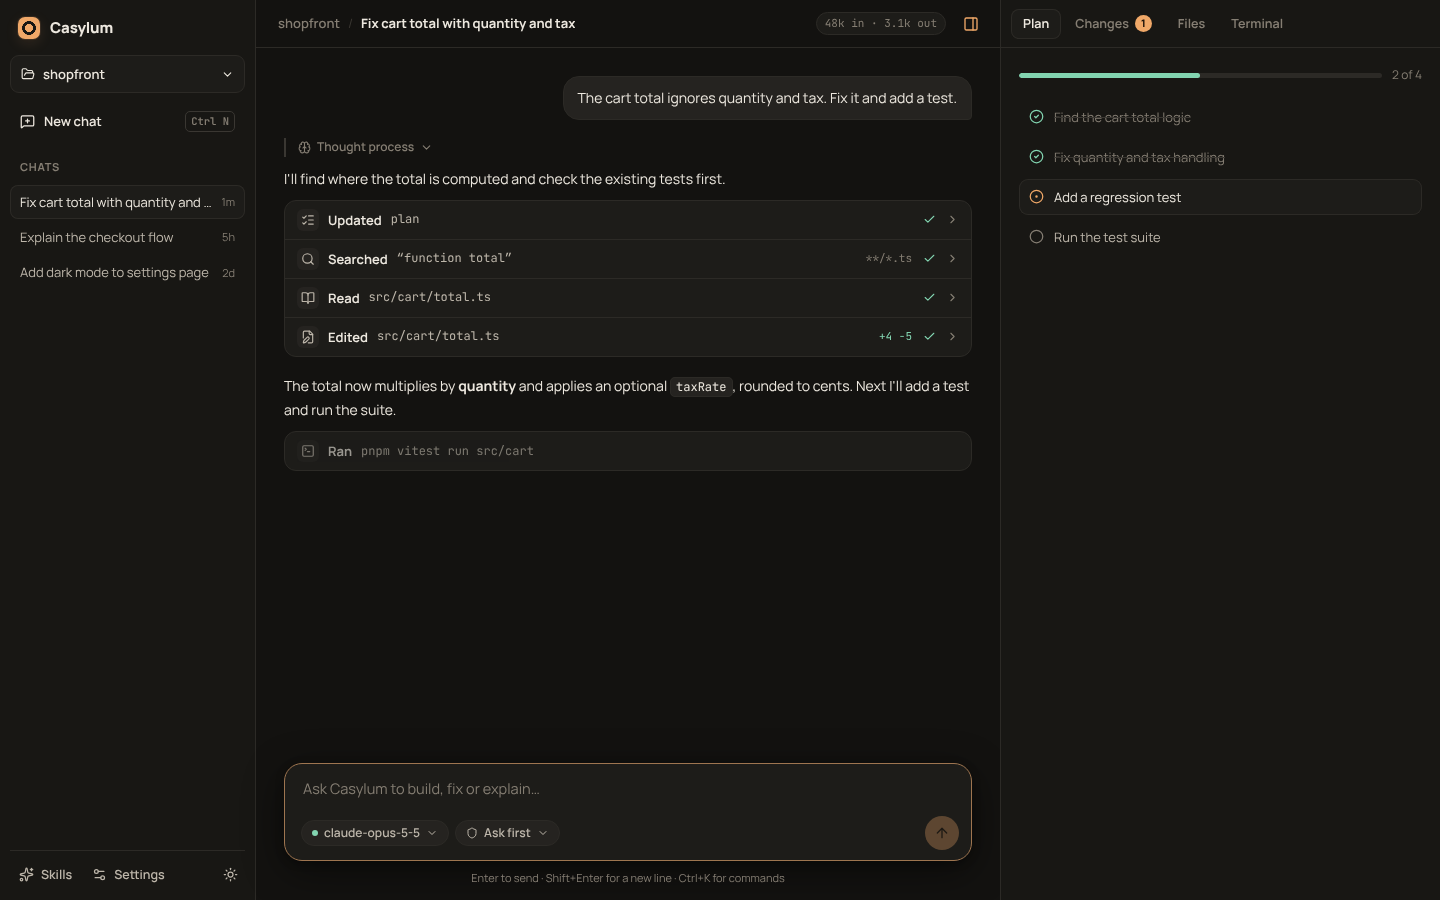 Casylum
shopfront
New chat Ctrl N
CHATS
Fix cart total with quantity and … 1m
Explain the checkout flow 5h
Add dark mode to settings page 2d
Skills Settings
shopfront / Fix cart total with quantity and tax 48k in · 3.1k out
The cart total ignores quantity and tax. Fix it and add a test.
Thought process
I'll find where the total is computed and check the existing tests first.
Updated plan
Searched “function total” **/*.ts
Read src/cart/total.ts
Edited src/cart/total.ts +4 -5
The total now multiplies by quantity and applies an optional taxRate, rounded to cents. Next I'll add a test
and run the suite.
Ran pnpm vitest run src/cart
Ask Casylum to build, fix or explain…
claude-opus-5-5 Ask first
Enter to send · Shift+Enter for a new line · Ctrl+K for commands
Plan Changes 1 Files Terminal
2 of 4
Find the cart total logic
Fix quantity and tax handling
Add a regression test
Run the test suite